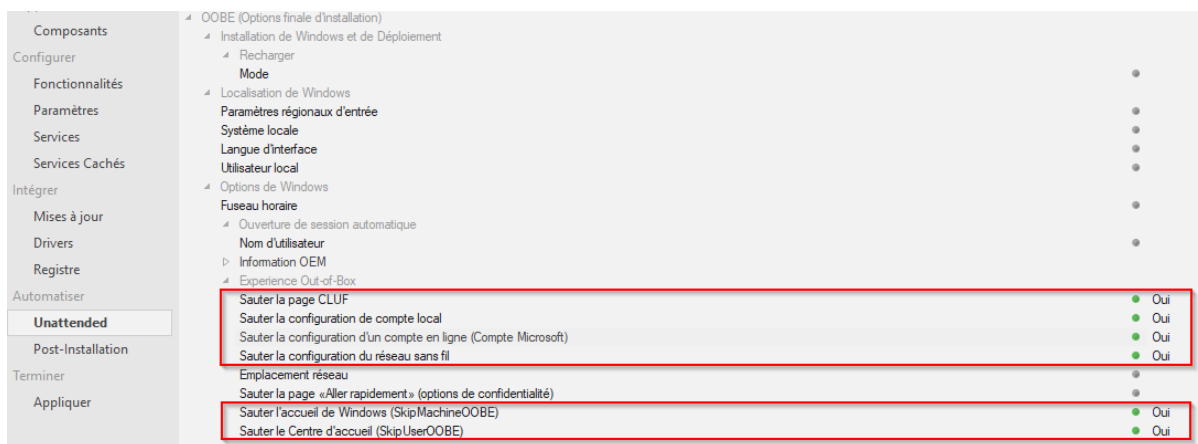 Composants
Configurer
Fonctionnalités
Paramètres
Services
Services Cachés
Intégrer
Mises à jour
Drivers
Registre
Automatiser
Unattended
Post-Installation
Terminer
Appliquer
OOBE (Options finale d'installation)
Installation de Windows et de Déploiement
Recharger
Mode
Localisation de Windows
Paramètres régionaux d'entrée
Système locale
Langue d'interface
Utilisateur local
Options de Windows
Fuseau horaire
Ouverture de session automatique
Nom d'utilisateur
Information OEM
Experience Out-of-Box
Sauter la page CLUF Oui
Sauter la configuration de compte local Oui
Sauter la configuration d'un compte en ligne (Compte Microsoft) Oui
Sauter la configuration du réseau sans fil Oui
Emplacement réseau
Sauter la page «Aller rapidement» (options de confidentialité)
Sauter l'accueil de Windows (SkipMachineOOBE) Oui
Sauter le Centre d'accueil (SkipUserOOBE) Oui